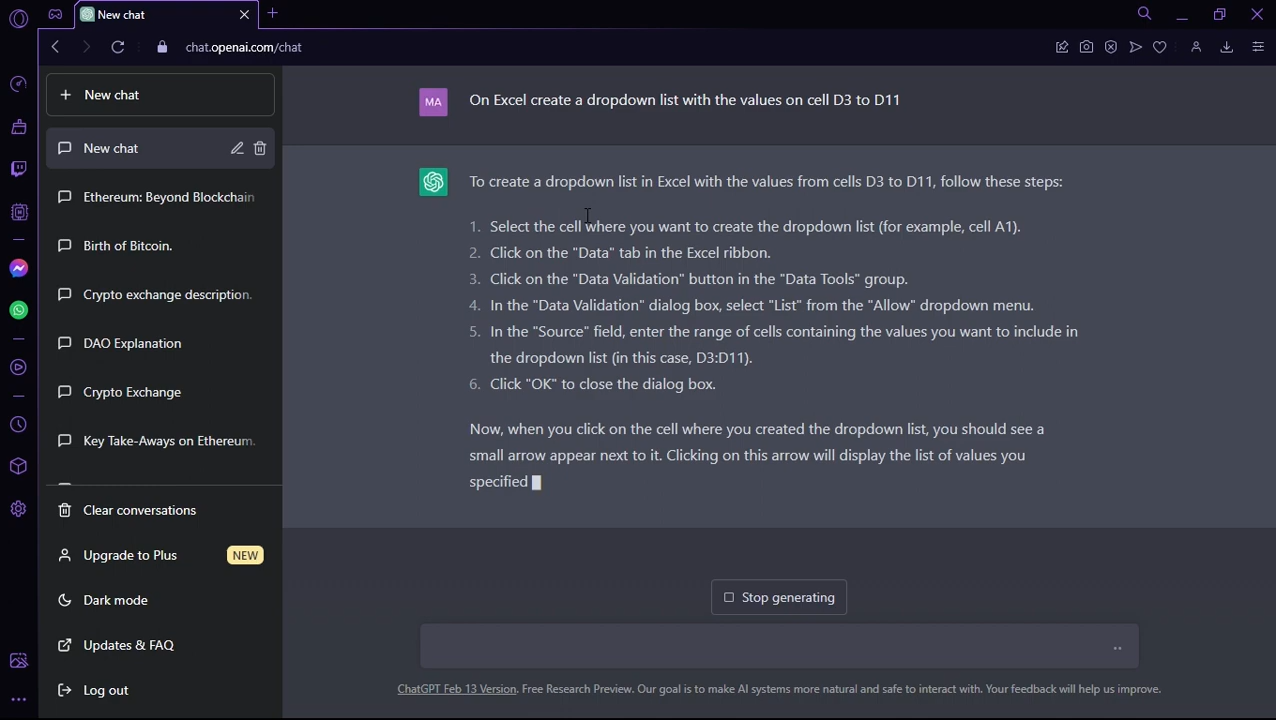 New chat
chat.openai.com/chat
New chat
New chat
Ethereum: Beyond Blockchain
Birth of Bitcoin.
Crypto exchange description.
DAO Explanation
Crypto Exchange
Key Take-Aways on Ethereum.
Clear conversations
Upgrade to Plus NEW
Dark mode
Updates & FAQ
Log out
MA On Excel create a dropdown list with the values on cell D3 to D11
To create a dropdown list in Excel with the values from cells D3 to D11, follow these steps:
1. Select the cell where you want to create the dropdown list (for example, cell A1).
2. Click on the "Data" tab in the Excel ribbon.
3. Click on the "Data Validation" button in the "Data Tools" group.
4. In the "Data Validation" dialog box, select "List" from the "Allow" dropdown menu.
5. In the "Source" field, enter the range of cells containing the values you want to include in
the dropdown list (in this case, D3:D11).
6. Click "OK" to close the dialog box.
Now, when you click on the cell where you created the dropdown list, you should see a
small arrow appear next to it. Clicking on this arrow will display the list of values you
specified
Stop generating
ChatGPT Feb 13 Version. Free Research Preview. Our goal is to make AI systems more natural and safe to interact with. Your feedback will help us improve.